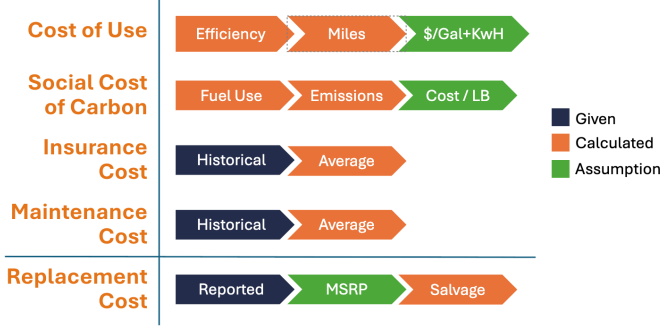 Cost of Use
Efficiency
Miles
$/Gal+KwH
Social Cost
of Carbon
Fuel Use
Emissions
Cost / LB
Insurance
Cost
Historical
Average
Maintenance
Cost
Historical
Average
Replacement
Cost
Reported
MSRP
Salvage
Given
Calculated
Assumption